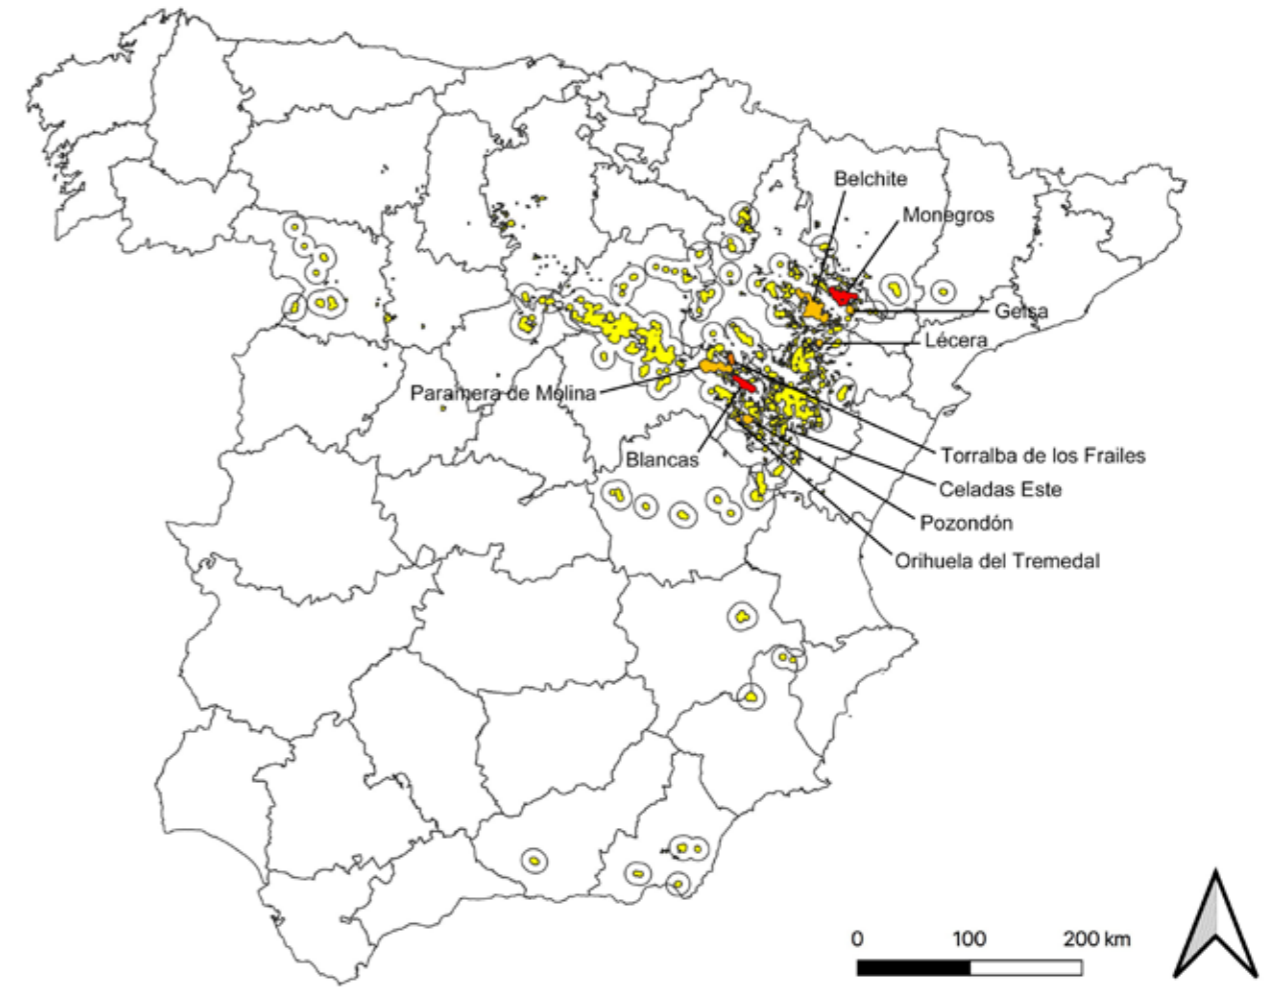 Belchite
Monegros
Gelsa
Lécera
Paramera de Molina
Blancas
Torralba de los Frailes
Celadas Este
Pozondón
Orihuela del Tremedal
0 100 200 km